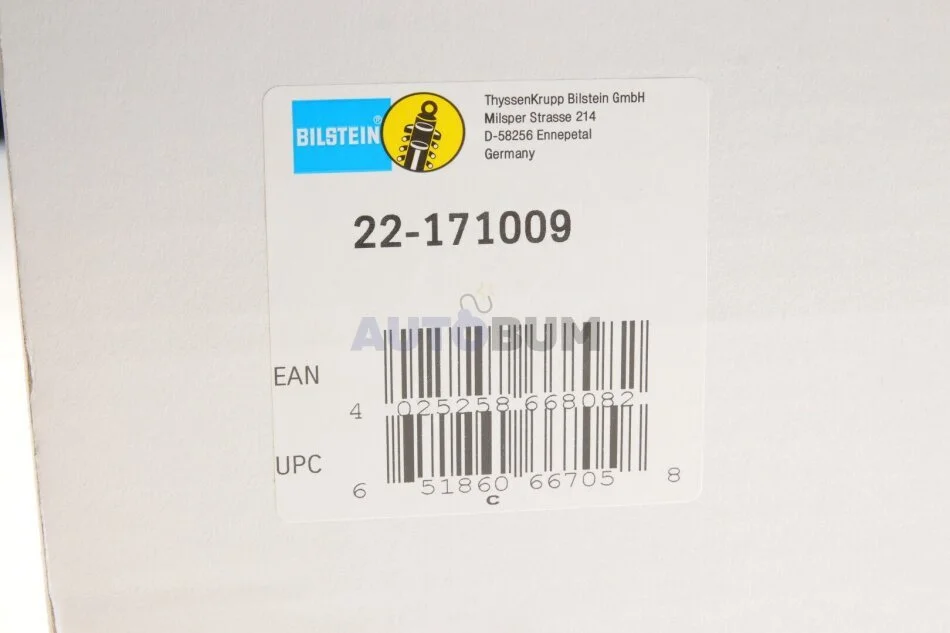 BILSTEIN®
ThyssenKrupp Bilstein GmbH
Milsper Strasse 214
D-58256 Ennepetal
Germany
22-171009
AUTOBUM
EAN
4 025258 668082
UPC
6 51860 66705 8
C